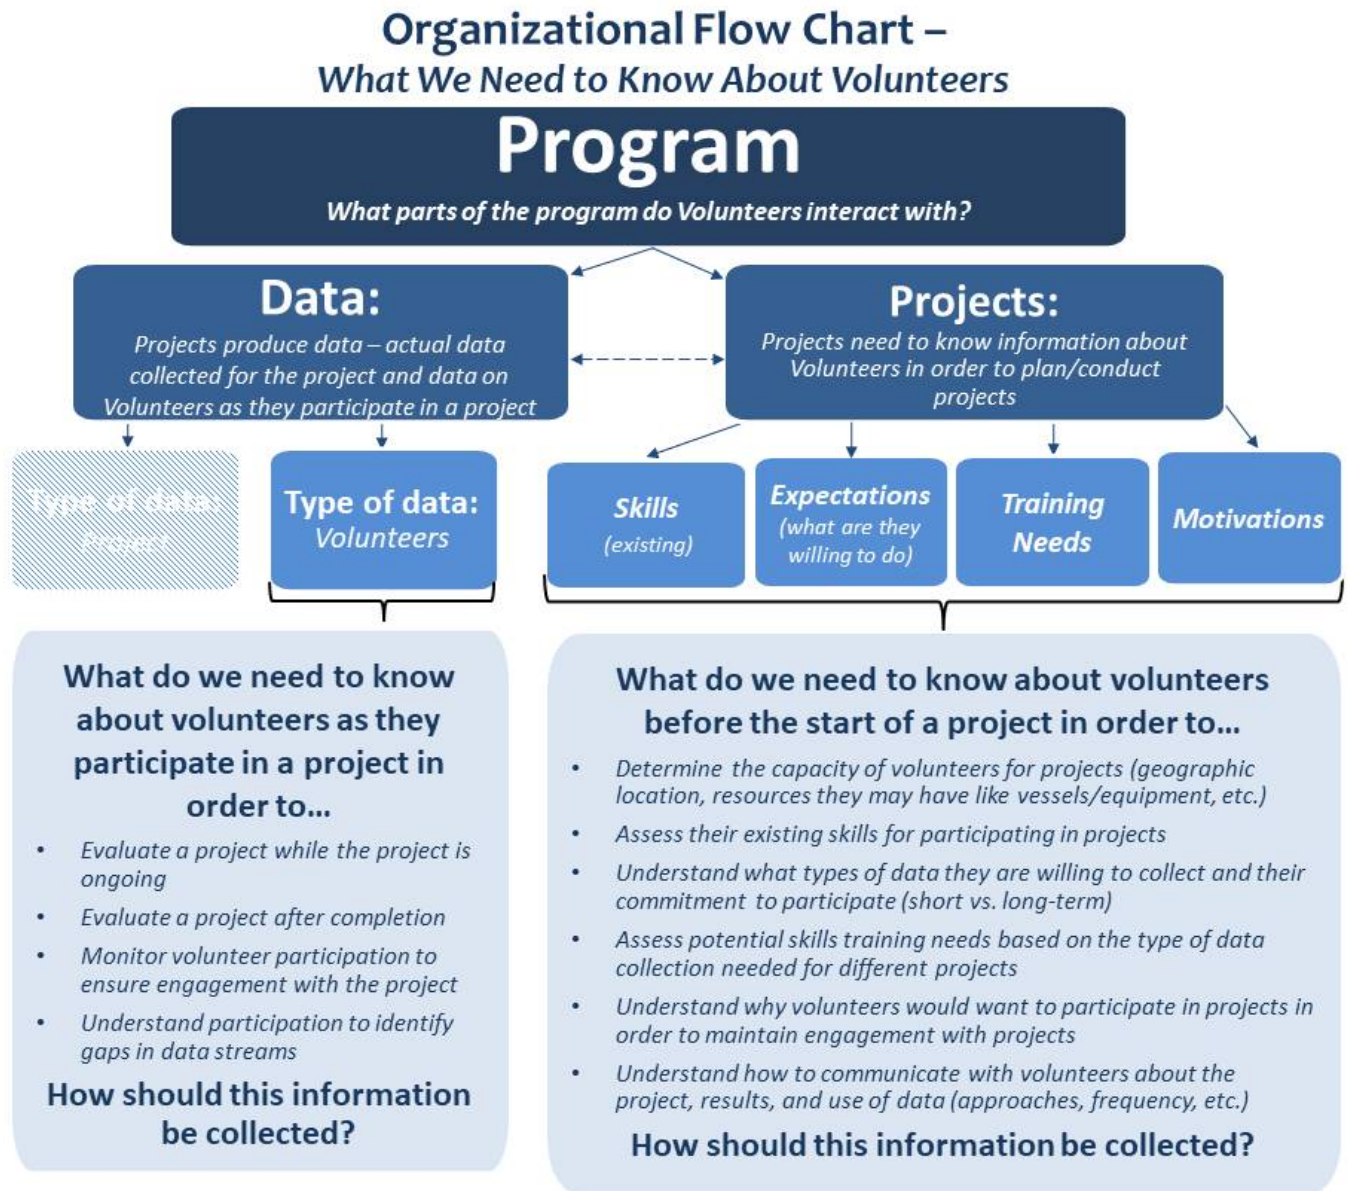 Organizational Flow Chart –
What We Need to Know About Volunteers
Program
What parts of the program do Volunteers interact with?
Data:
Projects produce data – actual data
collected for the project and data on
Volunteers as they participate in a project
Projects:
Projects need to know information about
Volunteers in order to plan/conduct
projects
Type of data:
Project
Type of data:
Volunteers
Skills
(existing)
Expectations
(what are they
willing to do)
Training
Needs
Motivations
What do we need to know
about volunteers as they
participate in a project in
order to…
• Evaluate a project while the project is
ongoing
• Evaluate a project after completion
• Monitor volunteer participation to
ensure engagement with the project
• Understand participation to identify
gaps in data streams
How should this information
be collected?
What do we need to know about volunteers
before the start of a project in order to…
• Determine the capacity of volunteers for projects (geographic
location, resources they may have like vessels/equipment, etc.)
• Assess their existing skills for participating in projects
• Understand what types of data they are willing to collect and their
commitment to participate (short vs. long-term)
• Assess potential skills training needs based on the type of data
collection needed for different projects
• Understand why volunteers would want to participate in projects in
order to maintain engagement with projects
• Understand how to communicate with volunteers about the
project, results, and use of data (approaches, frequency, etc.)
How should this information be collected?